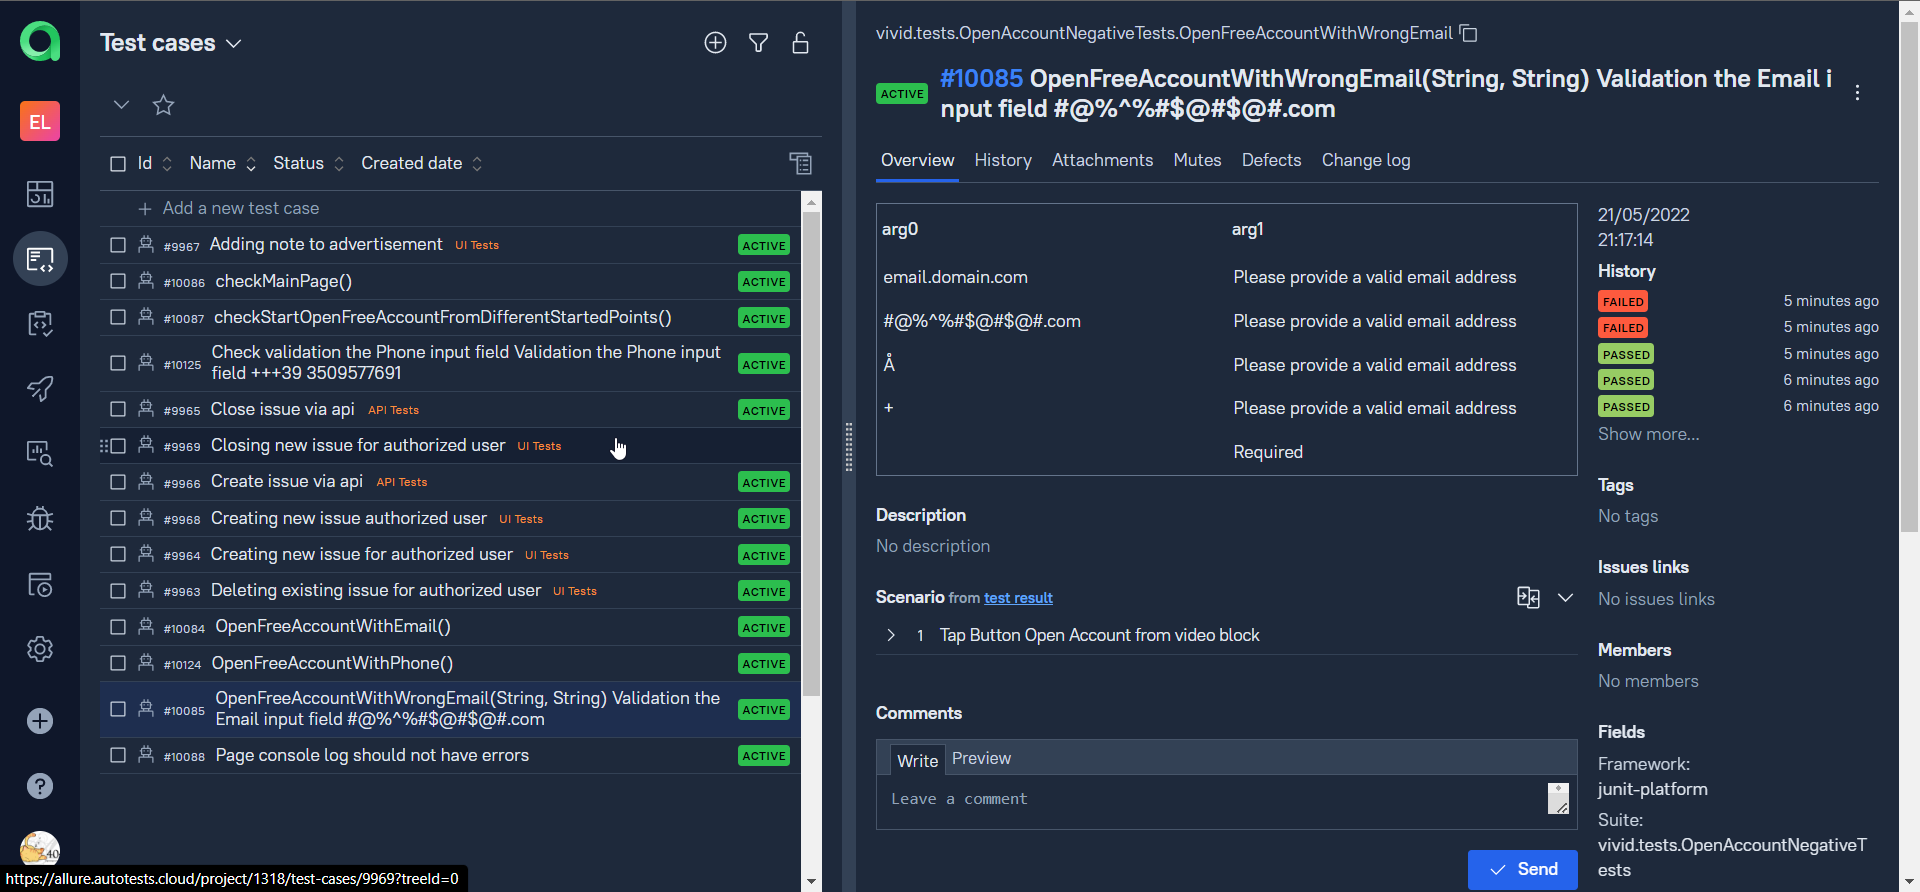 Test cases
EL
Id Name Status Created date
Add a new test case
#9967 Adding note to advertisement UI Tests ACTIVE
#10086 checkMainPage() ACTIVE
#10087 checkStartOpenFreeAccountFromDifferentStartedPoints() ACTIVE
#10125 Check validation the Phone input field Validation the Phone input
field +++39 3509577691 ACTIVE
#9965 Close issue via api API Tests ACTIVE
#9969 Closing new issue for authorized user UI Tests
#9966 Create issue via api API Tests ACTIVE
#9968 Creating new issue authorized user UI Tests ACTIVE
#9964 Creating new issue for authorized user UI Tests ACTIVE
#9963 Deleting existing issue for authorized user UI Tests ACTIVE
#10084 OpenFreeAccountWithEmail() ACTIVE
#10124 OpenFreeAccountWithPhone() ACTIVE
#10085 OpenFreeAccountWithWrongEmail(String, String) Validation the
Email input field #@%^%#$@#$@#.com ACTIVE
#10088 Page console log should not have errors ACTIVE
40
https://allure.autotests.cloud/project/1318/test-cases/9969?treeId=0
vivid.tests.OpenAccountNegativeTests.OpenFreeAccountWithWrongEmail
ACTIVE
#10085 OpenFreeAccountWithWrongEmail(String, String) Validation the Email i
nput field #@%^%#$@#$@#.com
Overview History Attachments Mutes Defects Change log
arg0 arg1
email.domain.com Please provide a valid email address
#@%^%#$@#$@#.com Please provide a valid email address
Å Please provide a valid email address
+ Please provide a valid email address
Required
Description
No description
Scenario from test result
1 Tap Button Open Account from video block
Comments
Write Preview
Leave a comment
Send
21/05/2022
21:17:14
History
FAILED 5 minutes ago
FAILED 5 minutes ago
PASSED 5 minutes ago
PASSED 6 minutes ago
PASSED 6 minutes ago
Show more...
Tags
No tags
Issues links
No issues links
Members
No members
Fields
Framework:
junit-platform
Suite:
vivid.tests.OpenAccountNegativeT
ests